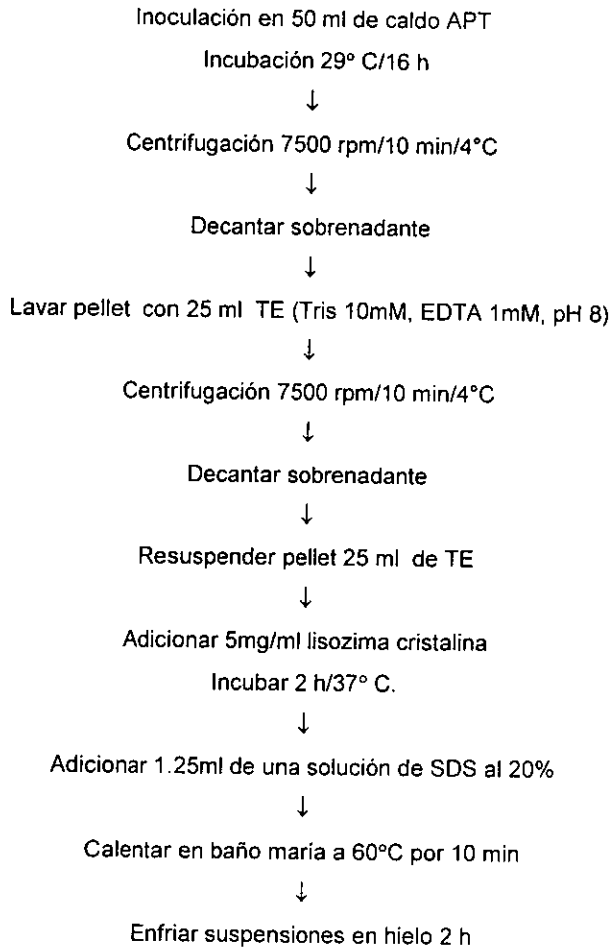 Inoculación en 50 ml de caldo APT
Incubación 29º C/16 h
↓
Centrifugación 7500 rpm/10 min/4°C
↓
Decantar sobrenadante
↓
Lavar pellet con 25 ml TE (Tris 10mM, EDTA 1mM, pH 8)
↓
Centrifugación 7500 rpm/10 min/4°C
↓
Decantar sobrenadante
↓
Resuspender pellet 25 ml de TE
↓
Adicionar 5mg/ml lisozima cristalina
Incubar 2 h/37° C.
↓
Adicionar 1.25ml de una solución de SDS al 20%
↓
Calentar en baño maría a 60°C por 10 min
↓
Enfriar suspensiones en hielo 2 h